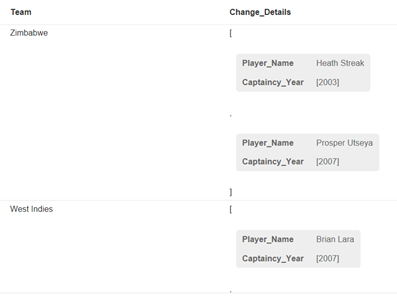 Team Change_Details
Zimbabwe [
Player_Name Heath Streak
Captaincy_Year [2003]
,
Player_Name Prosper Utseya
Captaincy_Year [2007]
]
West Indies [
Player_Name Brian Lara
Captaincy_Year [2007]
,